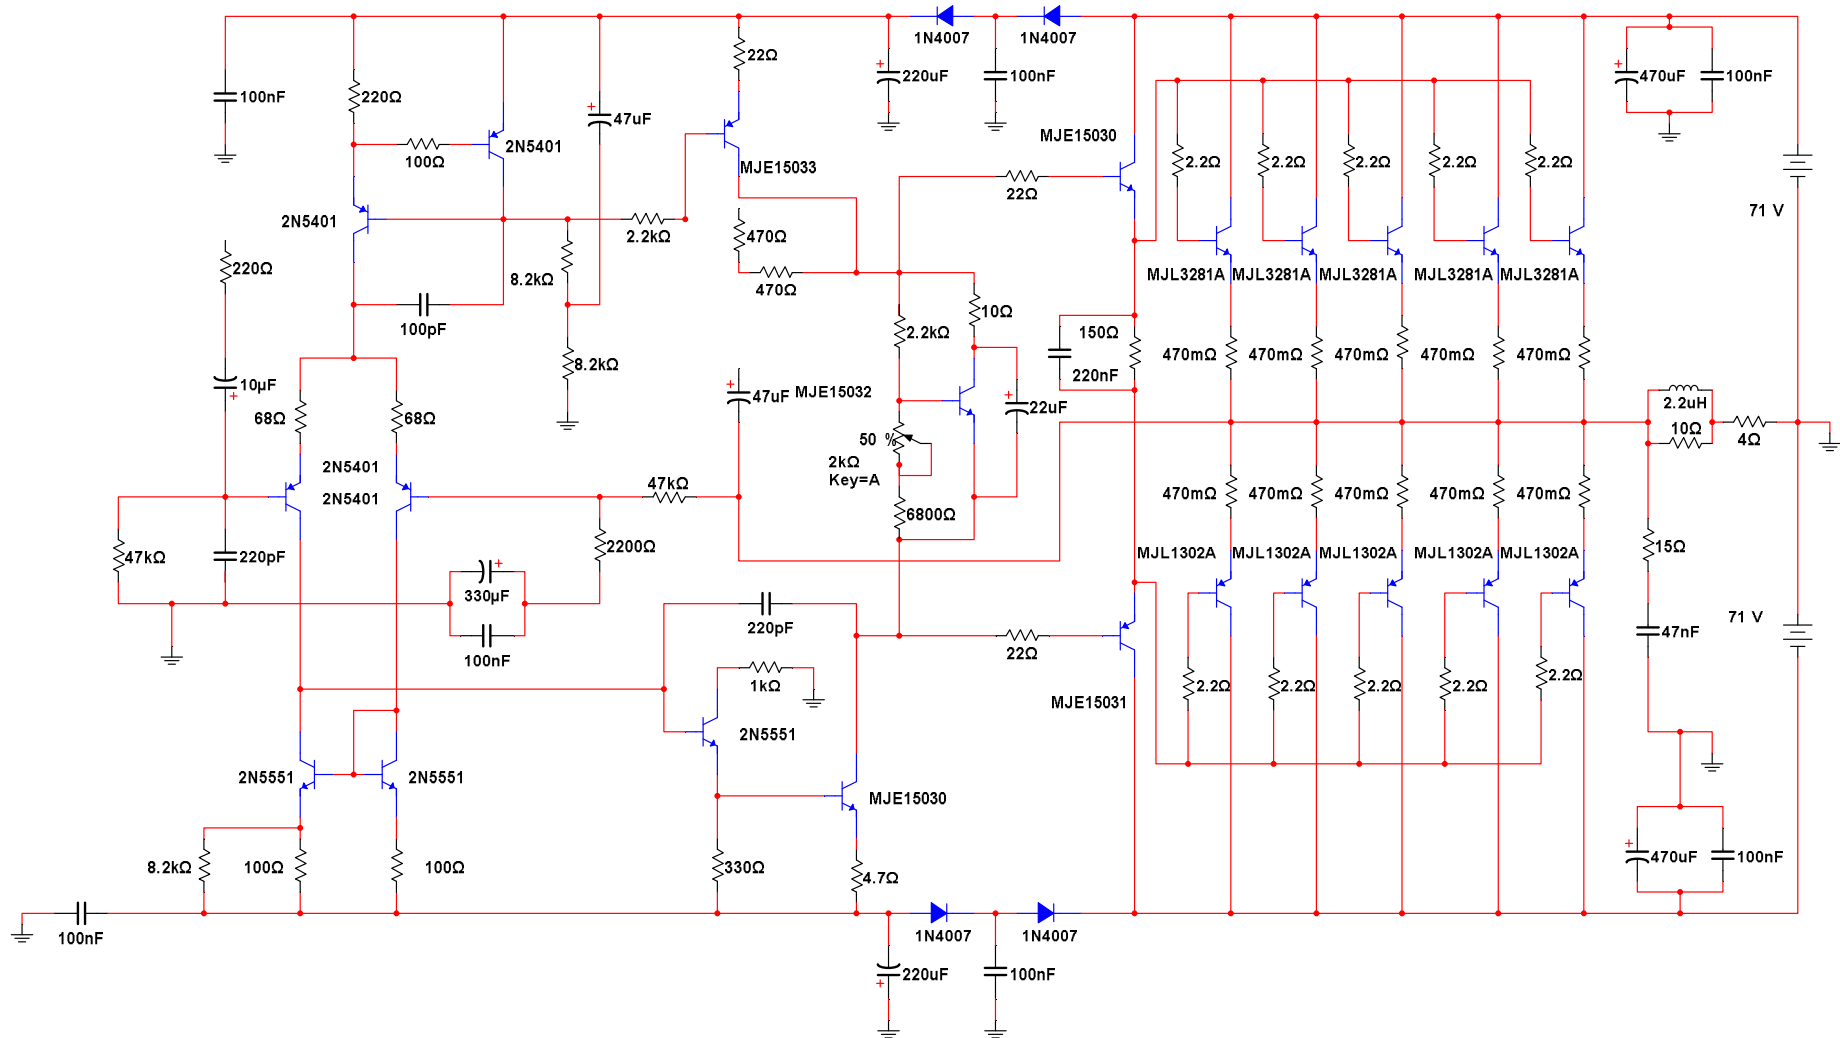 1N4007
1N4007
22Ω
220uF
100nF
470uF
100nF
100nF
220Ω
47uF
MJE15030
2N5401
100Ω
MJE15033
2.2Ω
2.2Ω
2.2Ω
2.2Ω
2.2Ω
22Ω
71 V
2N5401
2.2kΩ
470Ω
220Ω
8.2kΩ
470Ω
MJL3281A
MJL3281A
MJL3281A
MJL3281A
MJL3281A
100pF
10Ω
2.2kΩ
150Ω
220nF
470mΩ
470mΩ
470mΩ
470mΩ
470mΩ
8.2kΩ
10µF
47uF
MJE15032
22uF
2.2uH
68Ω
68Ω
10Ω
4Ω
50 %
2kΩ
Key=A
2N5401
2N5401
47kΩ
470mΩ
470mΩ
470mΩ
470mΩ
470mΩ
6800Ω
47kΩ
220pF
2200Ω
MJL1302A
MJL1302A
MJL1302A
MJL1302A
MJL1302A
15Ω
330µF
100nF
220pF
22Ω
47nF
71 V
1kΩ
2.2Ω
2.2Ω
2.2Ω
2.2Ω
2.2Ω
MJE15031
2N5551
2N5551
2N5551
MJE15030
8.2kΩ
100Ω
100Ω
330Ω
4.7Ω
470uF
100nF
100nF
1N4007
1N4007
220uF
100nF